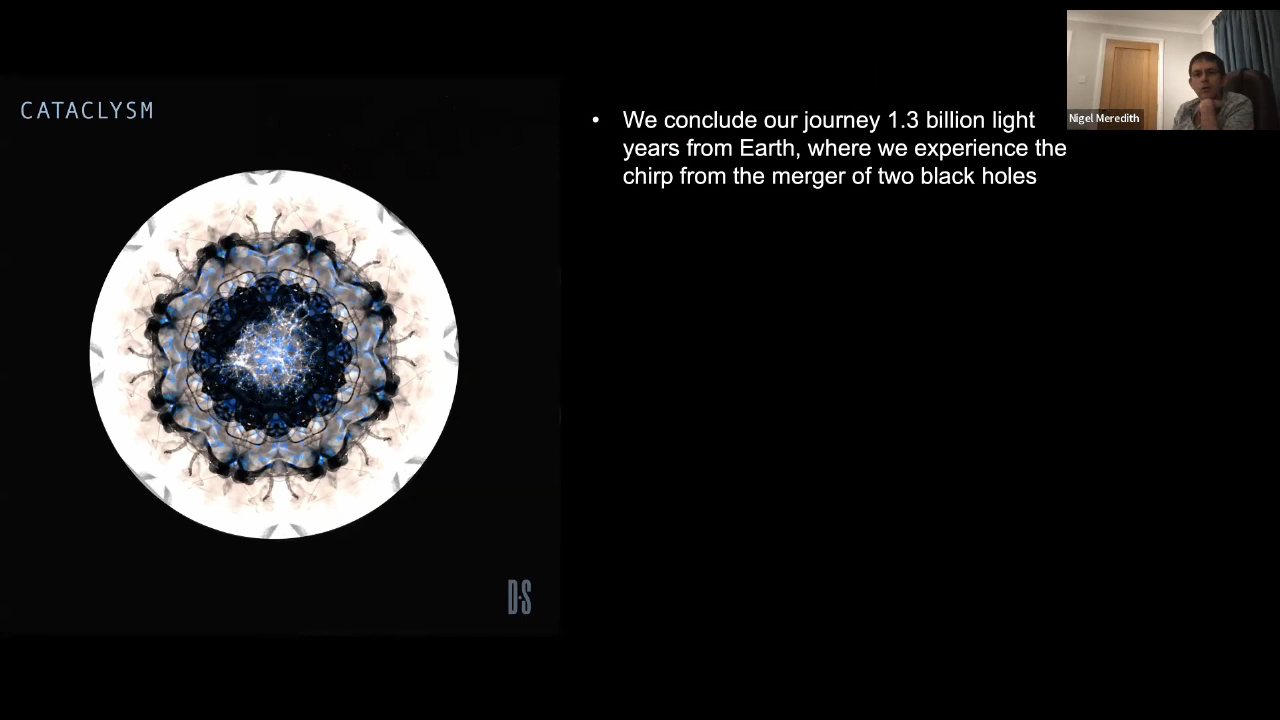 CATACLYSM
• We conclude our journey 1.3 billion light
years from Earth, where we experience the
chirp from the merger of two black holes
Nigel Meredith
D·S